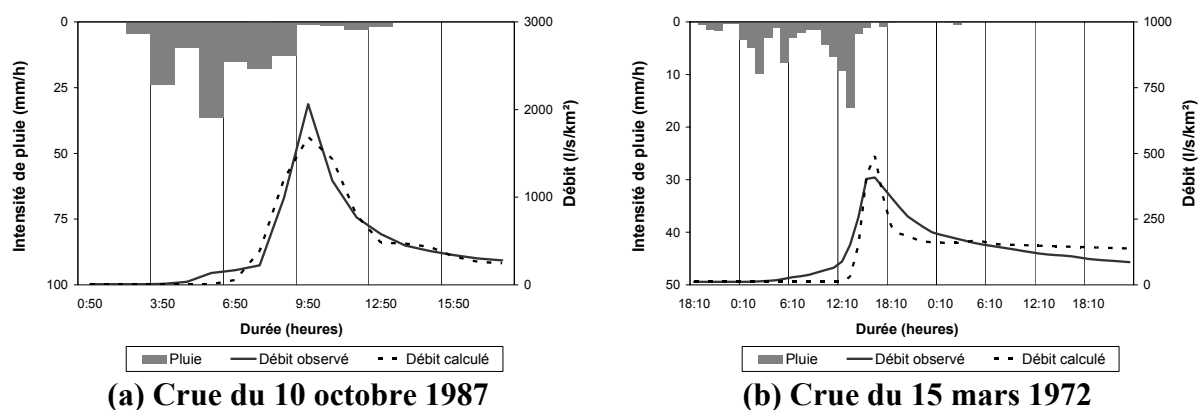 0
25
50
75
100
Intensité de pluie (mm/h)
3000
2000
1000
0
Débit (l/s/km²)
0:50 3:50 6:50 9:50 12:50 15:50
Durée (heures)
Pluie Débit observé Débit calculé
(a) Crue du 10 octobre 1987
0
10
20
30
40
50
Intensité de pluie (mm/h)
1000
750
500
250
0
Débit (l/s/km²)
18:10 0:10 6:10 12:10 18:10 0:10 6:10 12:10 18:10
Durée (heures)
Pluie Débit observé Débit calculé
(b) Crue du 15 mars 1972